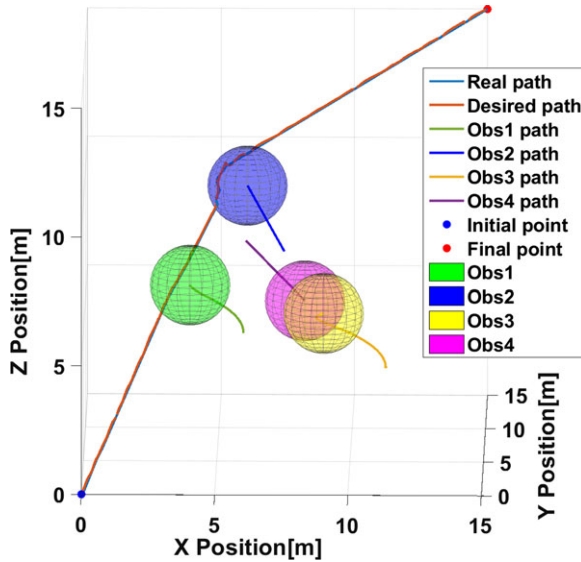 15
10
5
0
Z Position[m]
0
5
10
15
X Position[m]
15
10
5
0
Y Position[m]
Real path
Desired path
Obs1 path
Obs2 path
Obs3 path
Obs4 path
Initial point
Final point
Obs1
Obs2
Obs3
Obs4